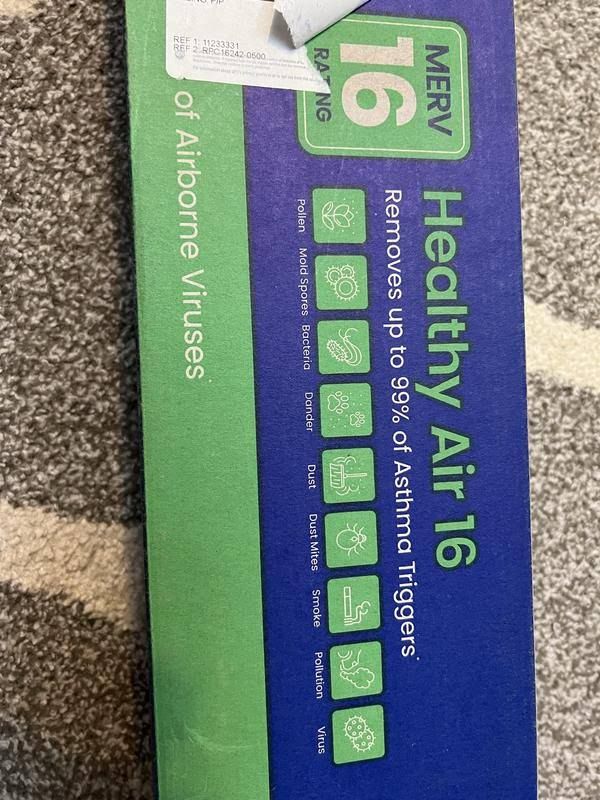 REF 1: 11233331
REF 2: RPC16242-0500
MERV
16
RATING
Healthy Air 16
Removes up to 99% of Asthma Triggers*
Pollen
Mold Spores
Bacteria
Dander
Dust
Dust Mites
Smoke
Pollution
Virus
of Airborne Viruses*